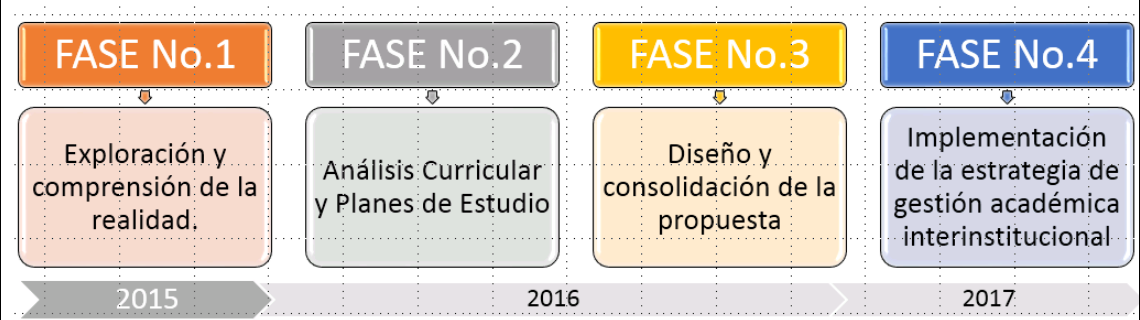 FASE No.1
FASE No.2
FASE No.3
FASE No.4
Exploración y
comprensión de la
realidad.
Análisis Curricular
y Planes de Estudio
Diseño y
consolidación de la
propuesta
Implementación
de la estrategia de
gestión académica
interinstitucional
2015
2016
2017